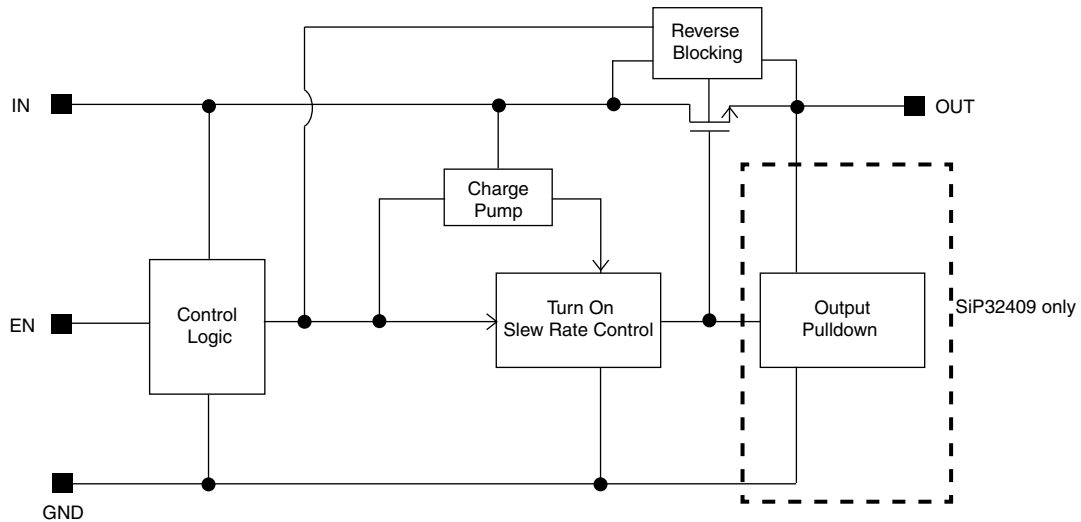 Reverse
Blocking
IN
OUT
Charge
Pump
Control
Logic
EN
Turn On
Slew Rate Control
Output
Pulldown
SiP32409 only
GND